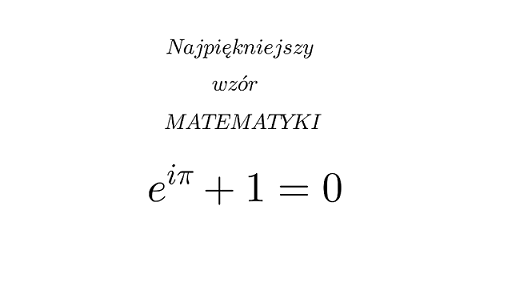 Najpiękniejszy
wzór
MATEMATYKI
e^{iπ} + 1 = 0